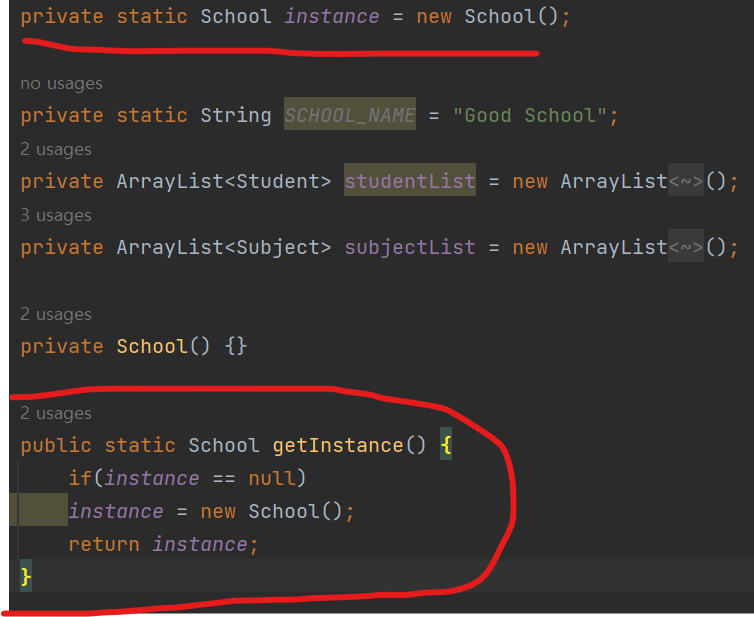 private static School instance = new School();
no usages
private static String SCHOOL_NAME = "Good School";
2 usages
private ArrayList<Student> studentList = new ArrayList<~>();
3 usages
private ArrayList<Subject> subjectList = new ArrayList<~>();
2 usages
private School() {}
2 usages
public static School getInstance() {
if(instance == null)
instance = new School();
return instance;
}